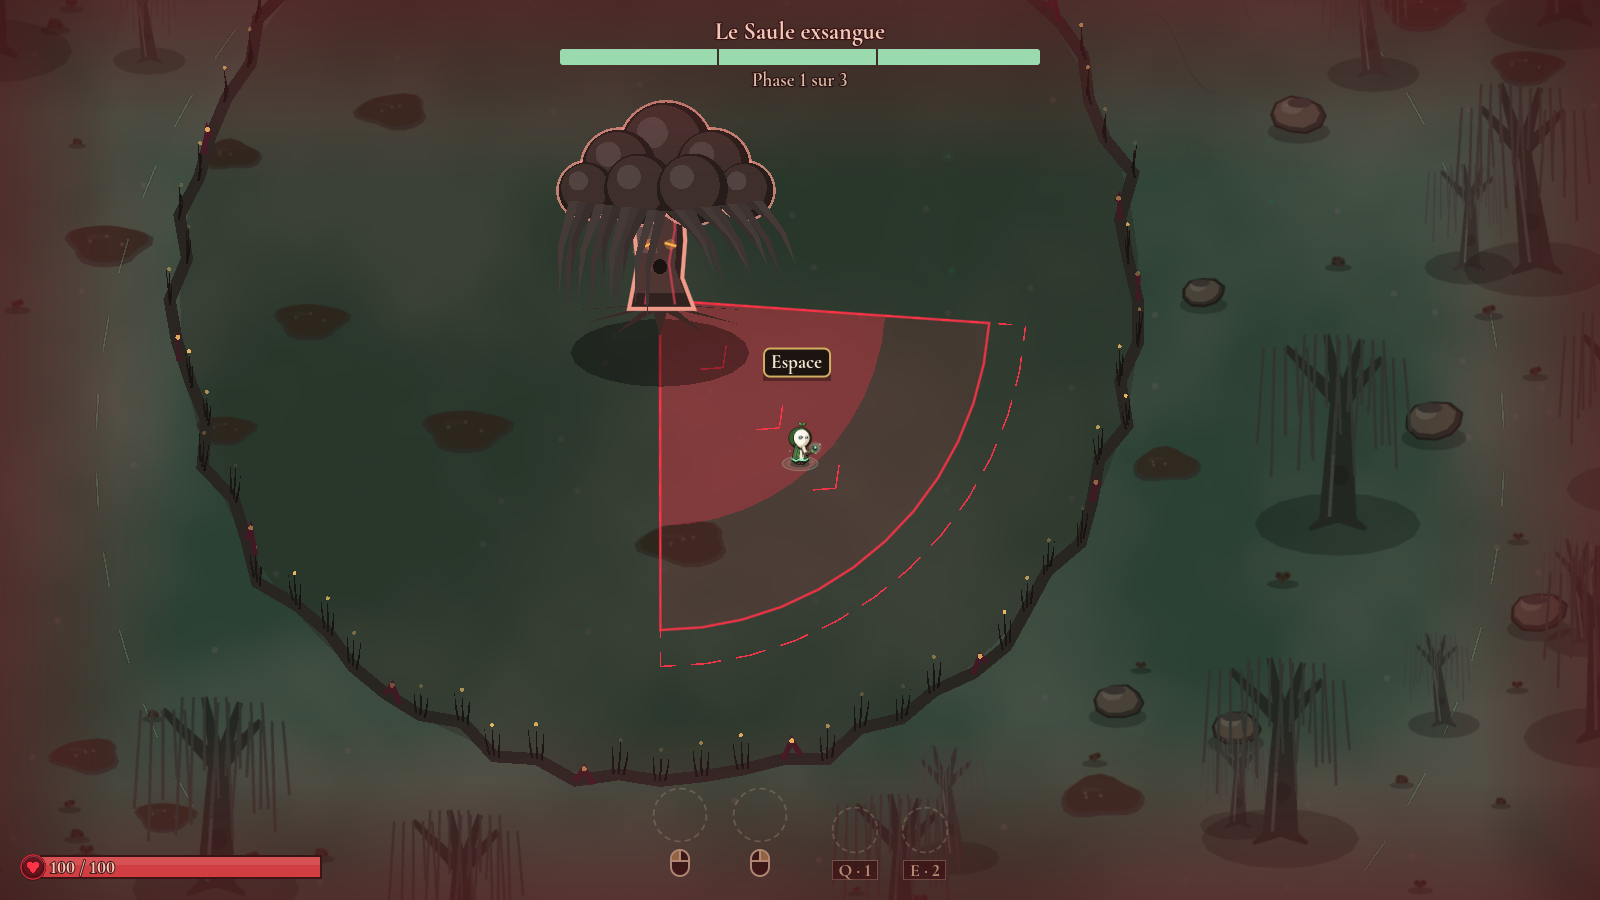 Le Saule exsangue
Phase 1 sur 3
Espace
100 / 100
Q · 1
E · 2